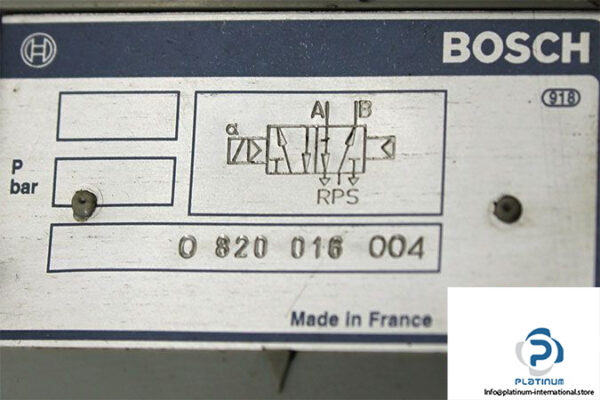 BOSCH
918
A B
a
P
bar
RPS
0 820 016 004
Made in France
P
PLATINUM
Info@platinum-international.store